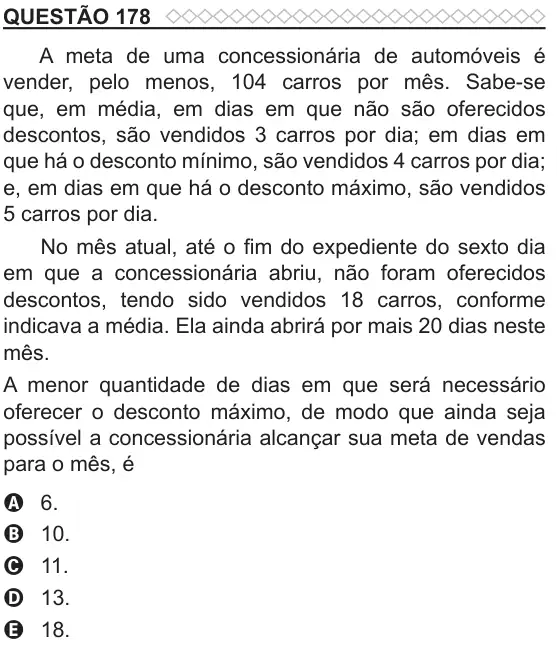 QUESTÃO 178
A meta de uma concessionária de automóveis é
vender, pelo menos, 104 carros por mês. Sabe-se
que, em média, em dias em que não são oferecidos
descontos, são vendidos 3 carros por dia; em dias em
que há o desconto mínimo, são vendidos 4 carros por dia;
e, em dias em que há o desconto máximo, são vendidos
5 carros por dia.
No mês atual, até o fim do expediente do sexto dia
em que a concessionária abriu, não foram oferecidos
descontos, tendo sido vendidos 18 carros, conforme
indicava a média. Ela ainda abrirá por mais 20 dias neste
mês.
A menor quantidade de dias em que será necessário
oferecer o desconto máximo, de modo que ainda seja
possível a concessionária alcançar sua meta de vendas
para o mês, é
A 6.
B 10.
C 11.
D 13.
E 18.